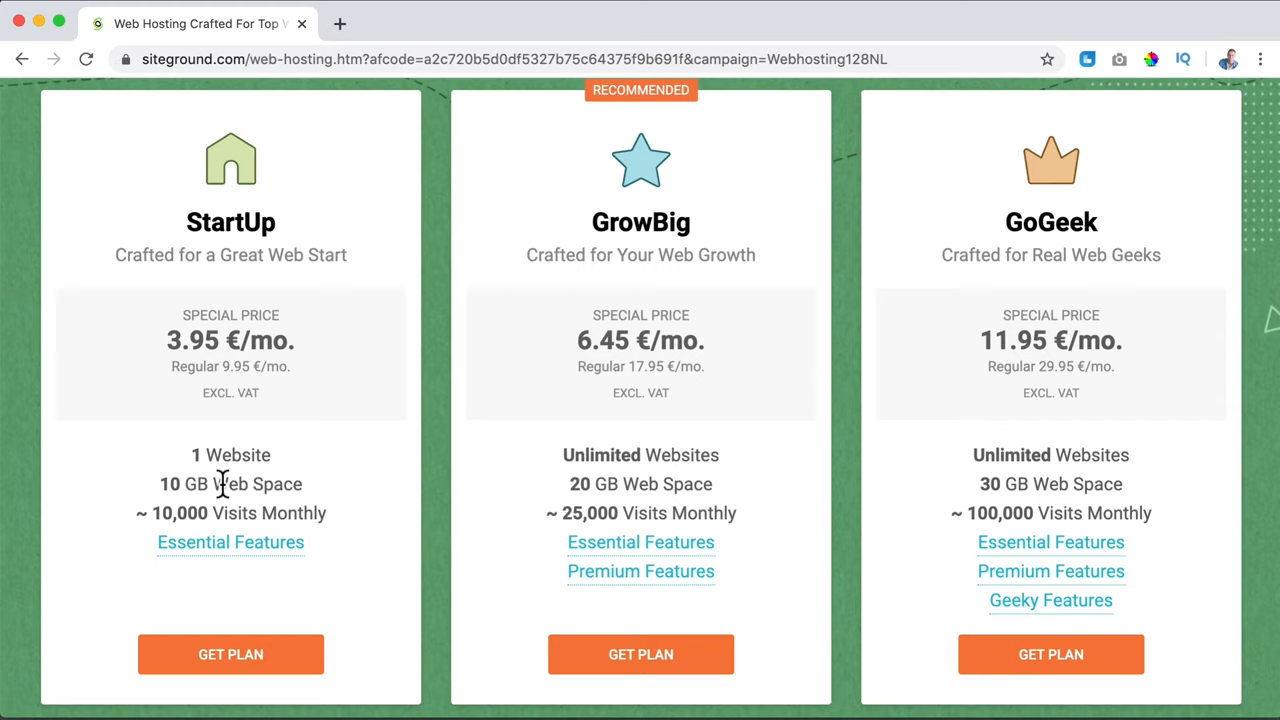 Web Hosting Crafted For Top
siteground.com/web-hosting.htm?afcode=a2c720b5d0df5327b75c64375f9b691f&campaign=Webhosting128NL
IQ
RECOMMENDED
StartUp
Crafted for a Great Web Start
SPECIAL PRICE
3.95 €/mo.
Regular 9.95 €/mo.
EXCL. VAT
1 Website
10 GB Web Space
~ 10,000 Visits Monthly
Essential Features
GET PLAN
GrowBig
Crafted for Your Web Growth
SPECIAL PRICE
6.45 €/mo.
Regular 17.95 €/mo.
EXCL. VAT
Unlimited Websites
20 GB Web Space
~ 25,000 Visits Monthly
Essential Features
Premium Features
GET PLAN
GoGeek
Crafted for Real Web Geeks
SPECIAL PRICE
11.95 €/mo.
Regular 29.95 €/mo.
EXCL. VAT
Unlimited Websites
30 GB Web Space
~ 100,000 Visits Monthly
Essential Features
Premium Features
Geeky Features
GET PLAN